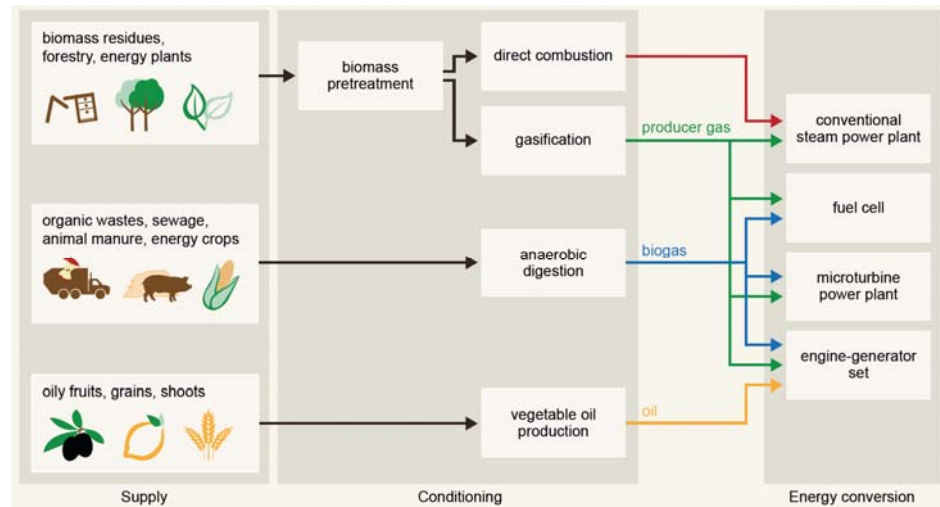 biomass residues,
forestry, energy plants
biomass
pretreatment
direct combustion
gasification
producer gas
conventional
steam power plant
fuel cell
organic wastes, sewage,
animal manure, energy crops
anaerobic
digestion
biogas
microturbine
power plant
engine-generator
set
oily fruits, grains, shoots
vegetable oil
production
oil
Supply
Conditioning
Energy conversion